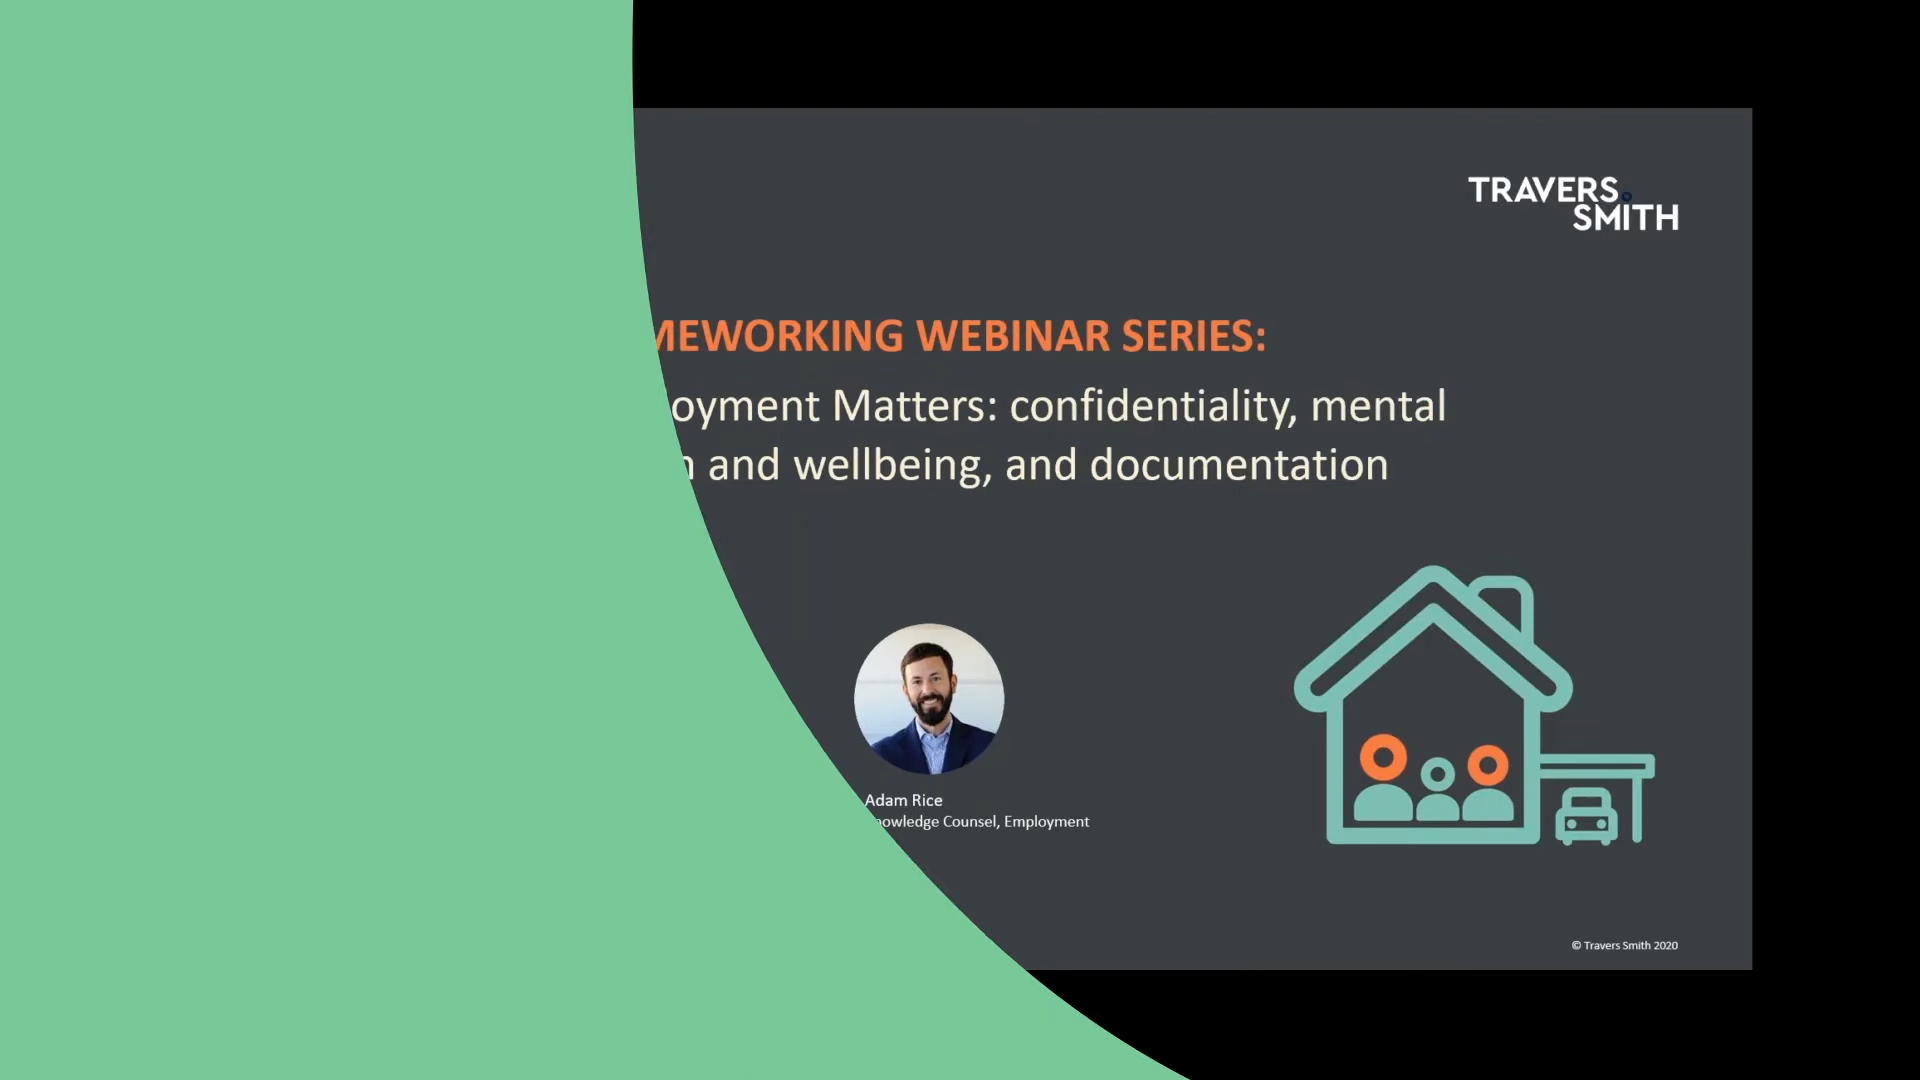 TRAVERS
SMITH
MEWORKING WEBINAR SERIES:
oyment Matters: confidentiality, mental
and wellbeing, and documentation
Adam Rice
owledge Counsel, Employment
© Travers Smith 2020